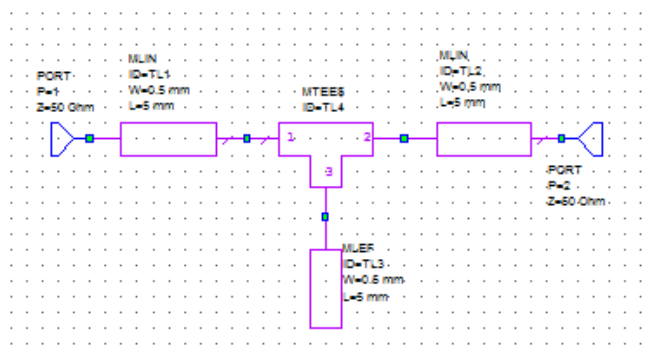 MLIN
ID=TL1
W=0.5 mm
L=5 mm
PORT
P=1
Z=50 Ohm
MTEE$
ID=TL4
MLIN
ID=TL2
W=0.5 mm
L=5 mm
1
2
3
PORT
P=2
Z=50 Ohm
MLEF
ID=TL3
W=0.5 mm
L=5 mm